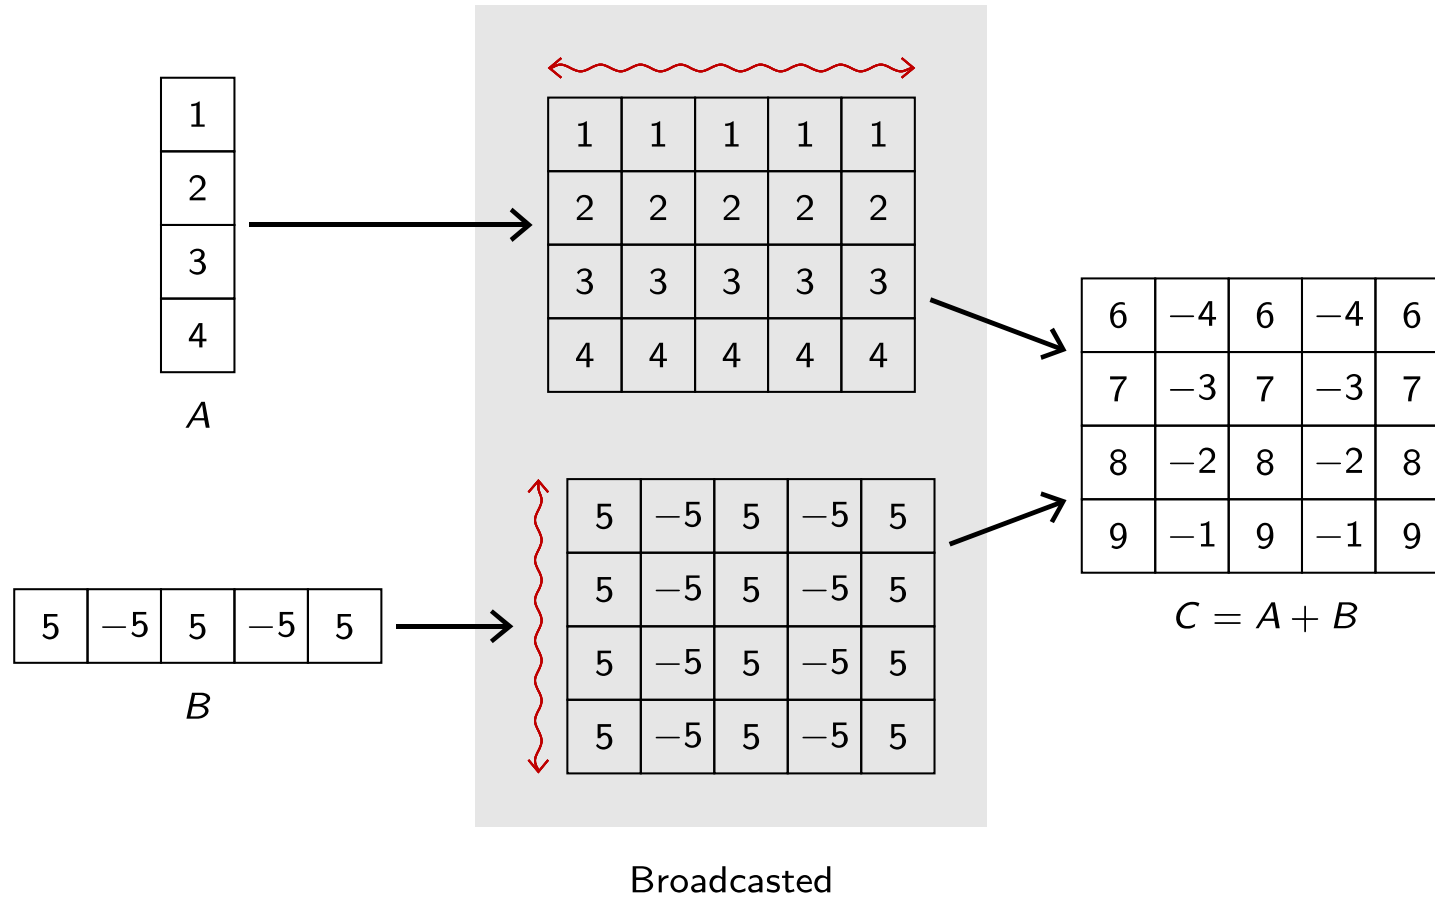 1
2
3
4
A
5 −5 5 −5 5
B
1 1 1 1 1
2 2 2 2 2
3 3 3 3 3
4 4 4 4 4
5 −5 5 −5 5
5 −5 5 −5 5
5 −5 5 −5 5
5 −5 5 −5 5
Broadcasted
6 −4 6 −4 6
7 −3 7 −3 7
8 −2 8 −2 8
9 −1 9 −1 9
C = A + B